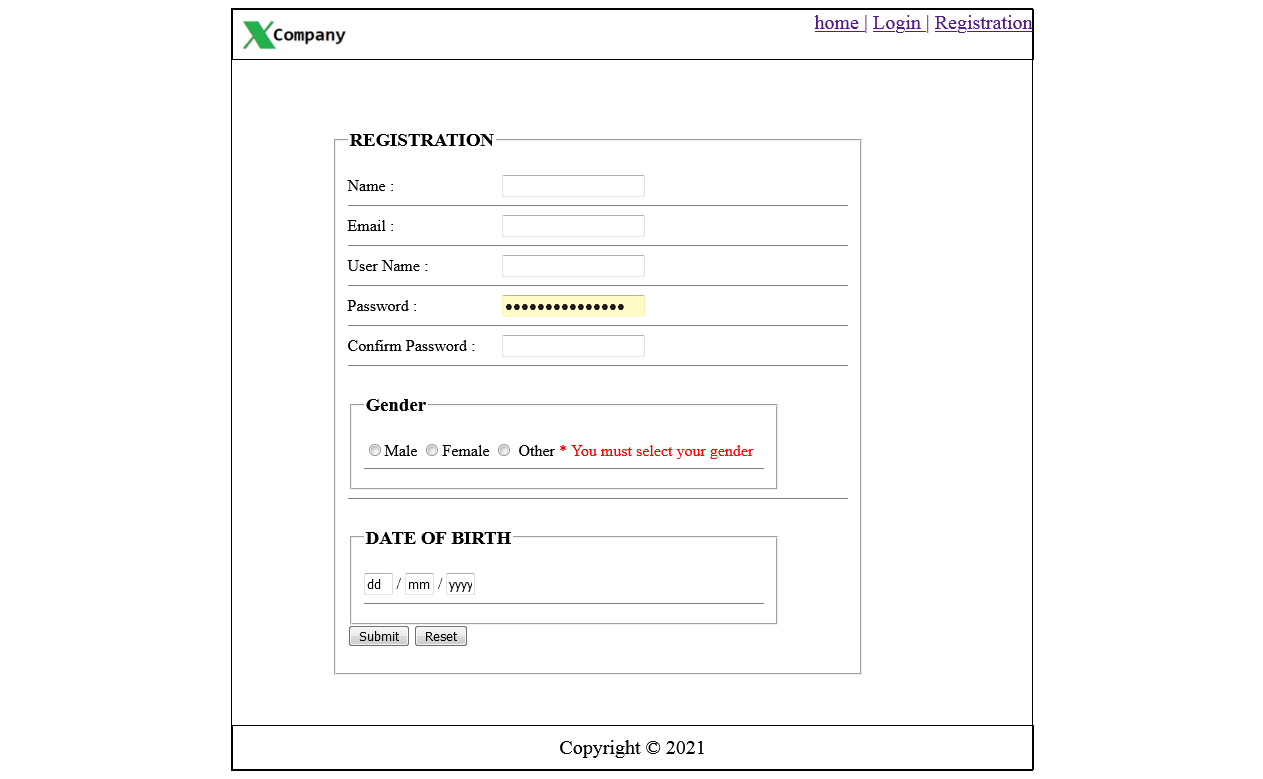 XCompany
home | Login | Registration
REGISTRATION
Name :
Email :
User Name :
Password : •••••••••••••••
Confirm Password :
Gender
Male Female Other * You must select your gender
DATE OF BIRTH
dd / mm / yyyy
Submit Reset
Copyright © 2021